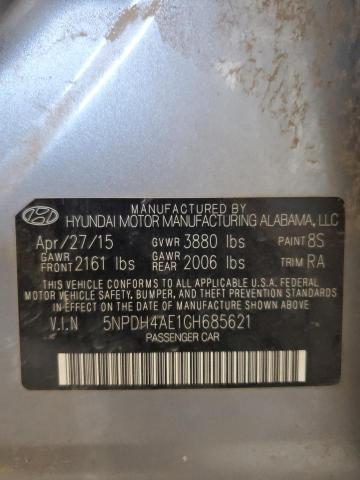 MANUFACTURED BY
HYUNDAI MOTOR MANUFACTURING ALABAMA, LLC
Apr/27/15 GVWR 3880 lbs PAINT 8S
GAWR FRONT 2161 lbs GAWR REAR 2006 lbs TRIM RA
THIS VEHICLE CONFORMS TO ALL APPLICABLE U.S.A. FEDERAL
MOTOR VEHICLE SAFETY, BUMPER, AND THEFT PREVENTION STANDARDS
IN EFFECT ON THE DATE OF MANUFACTURE SHOWN ABOVE.
V.I.N 5NPDH4AE1GH685621
PASSENGER CAR